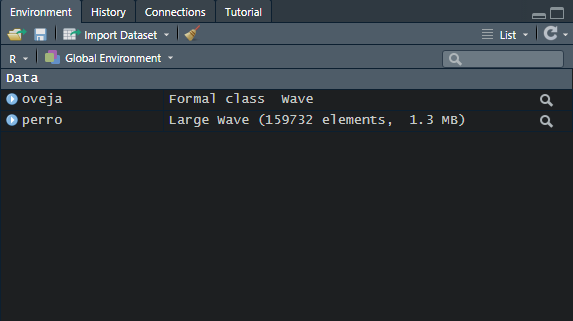 Environment History Connections Tutorial
Import Dataset List
R Global Environment
Data
oveja Formal class Wave
perro Large Wave (159732 elements, 1.3 MB)